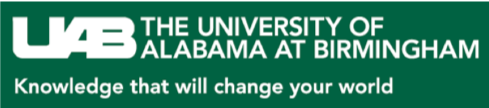 UAB THE UNIVERSITY OF
ALABAMA AT BIRMINGHAM
Knowledge that will change your world